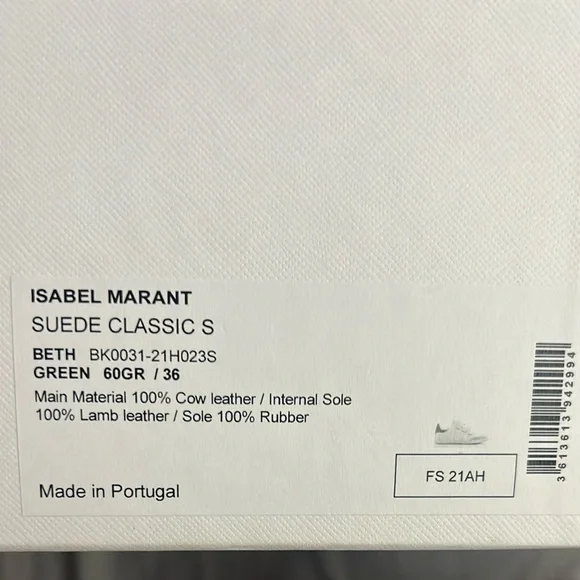 ISABEL MARANT
SUEDE CLASSIC S
BETH BK0031-21H023S
GREEN 60GR / 36
Main Material 100% Cow leather / Internal Sole
100% Lamb leather / Sole 100% Rubber
FS 21AH
Made in Portugal
3613613942994